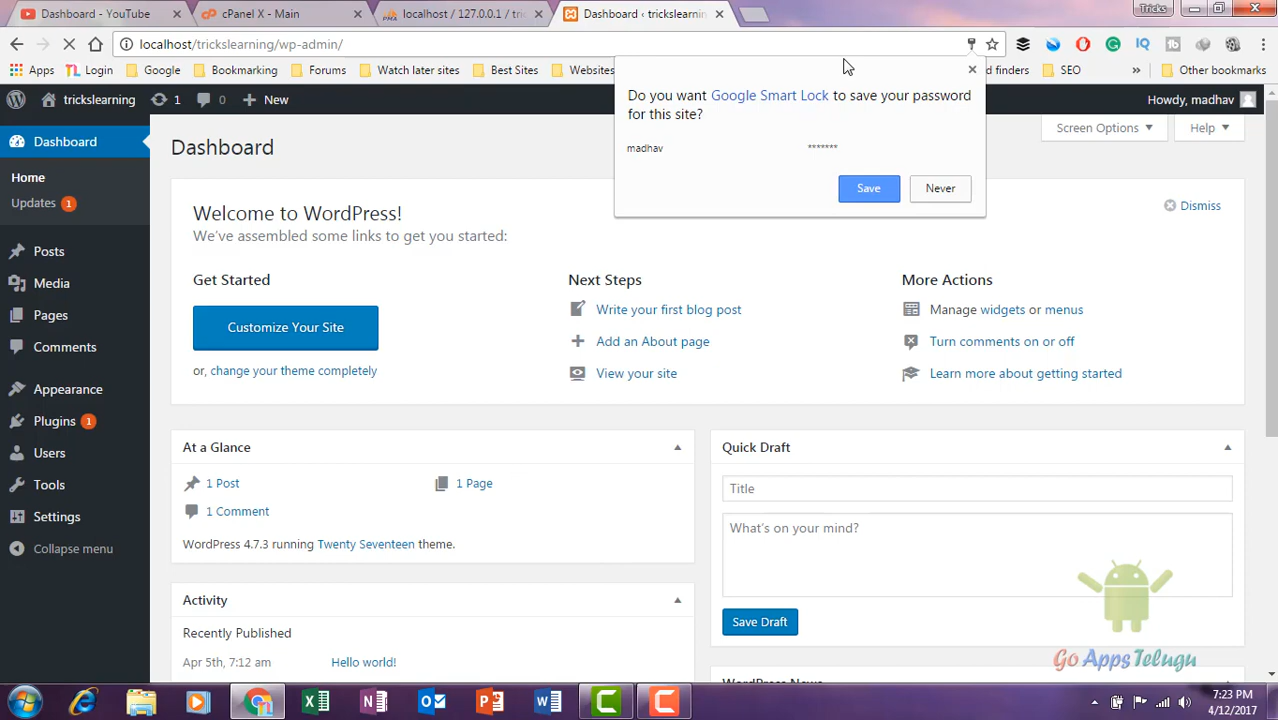 Dashboard - YouTube
cPanel X - Main
localhost / 127.0.0.1 / tric
Dashboard ‹ trickslearnin
Tricks
localhost/trickslearning/wp-admin/
Apps
Login
Google
Handbarking
Forums
Watch later sites
Best Sites
Websites
d finders
SEO
»
Other bookmarks
trickslearning
1
0
New
Howdy, madhav
Do you want Google Smart Lock to save your password
for this site?
madhav
*******
Save
Never
Screen Options
Help
Dashboard
Home
Updates 1
Posts
Media
Pages
Comments
Appearance
Plugins 1
Users
Tools
Settings
Collapse menu
Dashboard
Welcome to WordPress!
We've assembled some links to get you started:
Dismiss
Get Started
Customize Your Site
or, change your theme completely
Next Steps
Write your first blog post
Add an About page
View your site
More Actions
Manage widgets or menus
Turn comments on or off
Learn more about getting started
At a Glance
1 Post
1 Page
1 Comment
WordPress 4.7.3 running Twenty Seventeen theme.
Activity
Recently Published
Apr 5th, 7:12 am
Hello world!
Quick Draft
Title
What's on your mind?
Save Draft
Go AppsTelugu
7:23 PM
4/12/2017